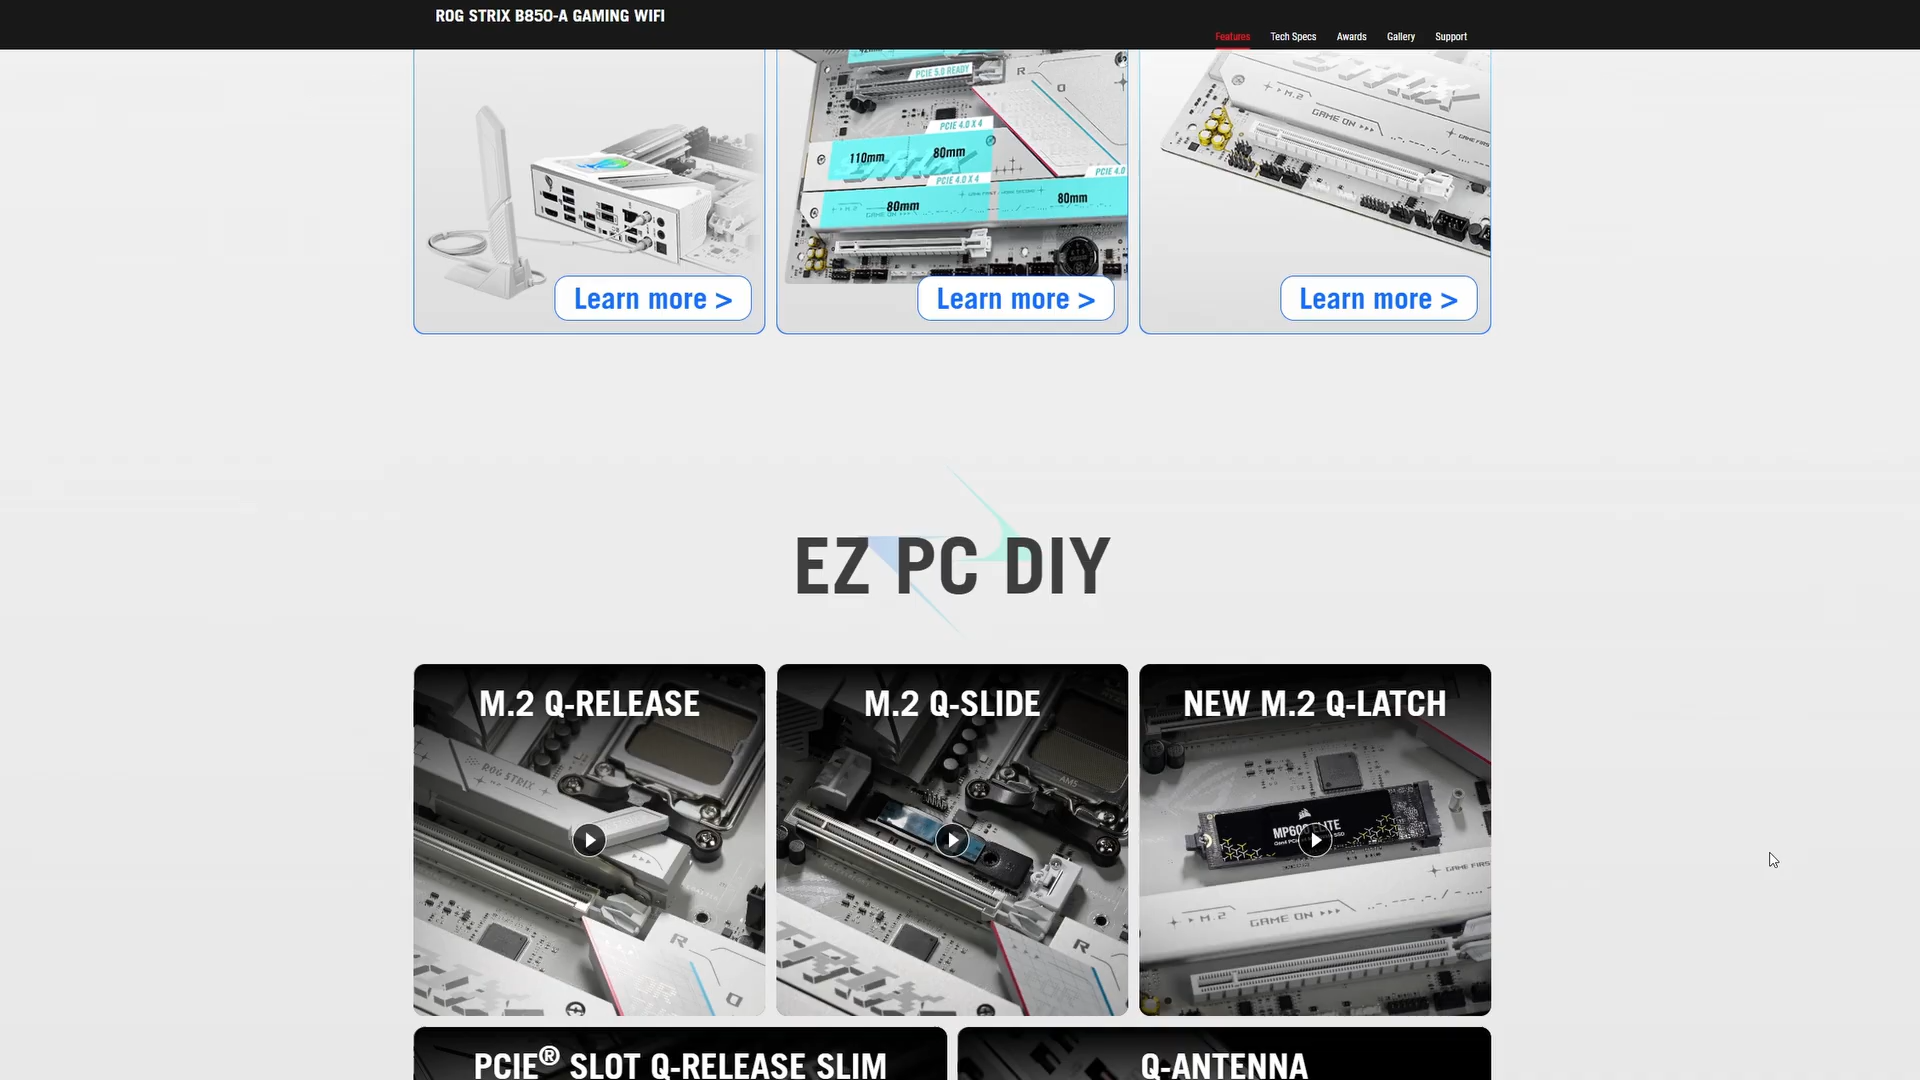 ROG STRIX B850-A GAMING WIFI
Features
Tech Specs
Awards
Gallery
Support
PCIE 5.0 READY
PCIE 4.0 X 4
110mm
80mm
PCIE 4.0 X 4
PCIE 4.0
80mm
80mm
M.2
GAME ON
Learn more >
Learn more >
Learn more >
EZ PC DIY
M.2 Q-RELEASE
M.2 Q-SLIDE
NEW M.2 Q-LATCH
ROG STRIX
AM5
MP600 ELITE
M.2
GAME ON
GAME FIRS
PCIE® SLOT Q-RELEASE SLIM
Q-ANTENNA